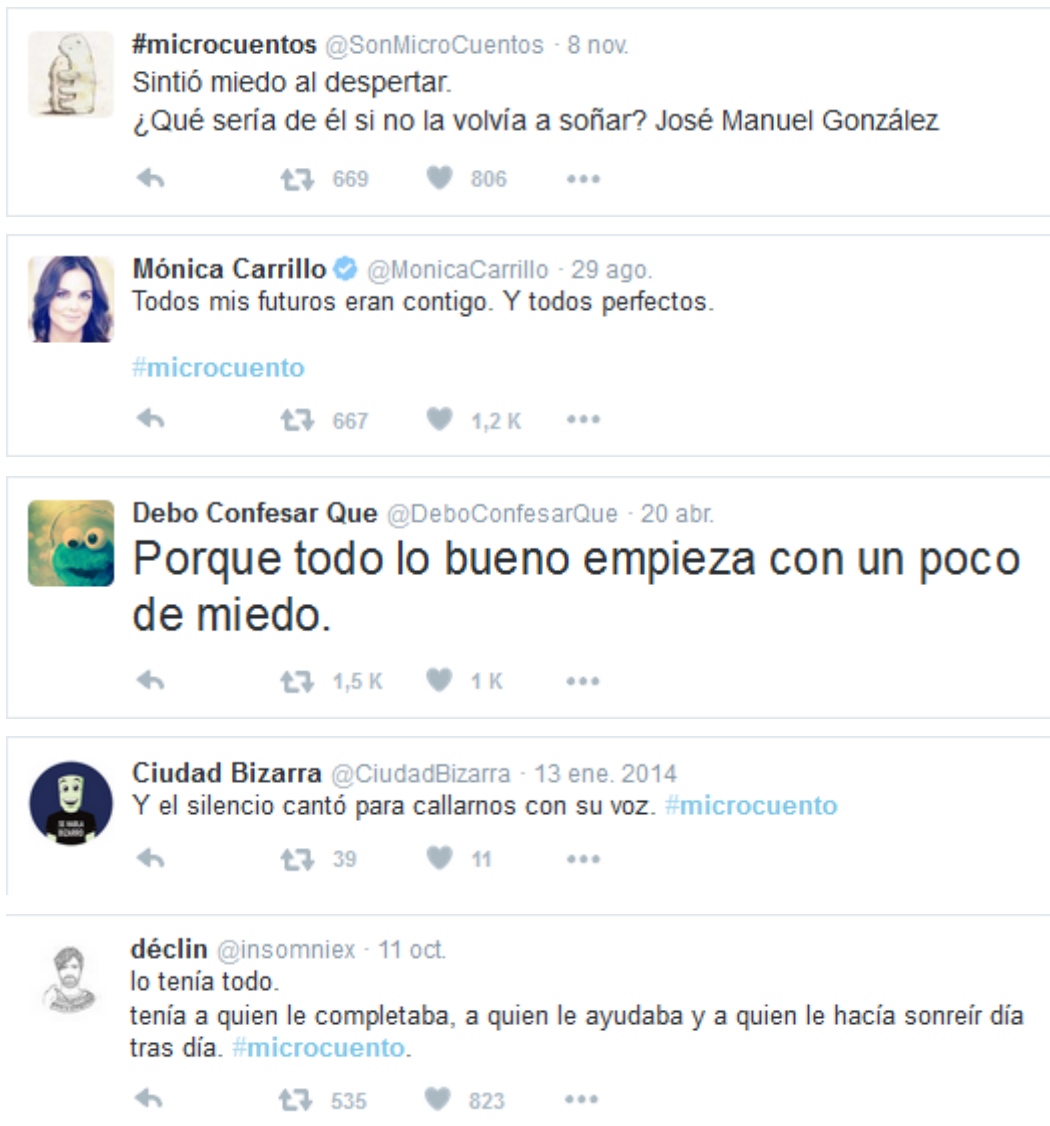 #microcuentos @SonMicroCuentos · 8 nov.
Sintió miedo al despertar.
¿Qué sería de él si no la volvía a soñar? José Manuel González
669 806
Mónica Carrillo @MonicaCarrillo · 29 ago.
Todos mis futuros eran contigo. Y todos perfectos.
#microcuento
667 1,2 K
Debo Confesar Que @DeboConfesarQue · 20 abr.
Porque todo lo bueno empieza con un poco
de miedo.
1,5 K 1 K
Ciudad Bizarra @CiudadBizarra · 13 ene. 2014
Y el silencio cantó para callarnos con su voz. #microcuento
SE HABLA
BIZARRO
39 11
déclin @insomniex · 11 oct.
lo tenía todo.
tenía a quien le completaba, a quien le ayudaba y a quien le hacía sonreír día
tras día. #microcuento.
535 823